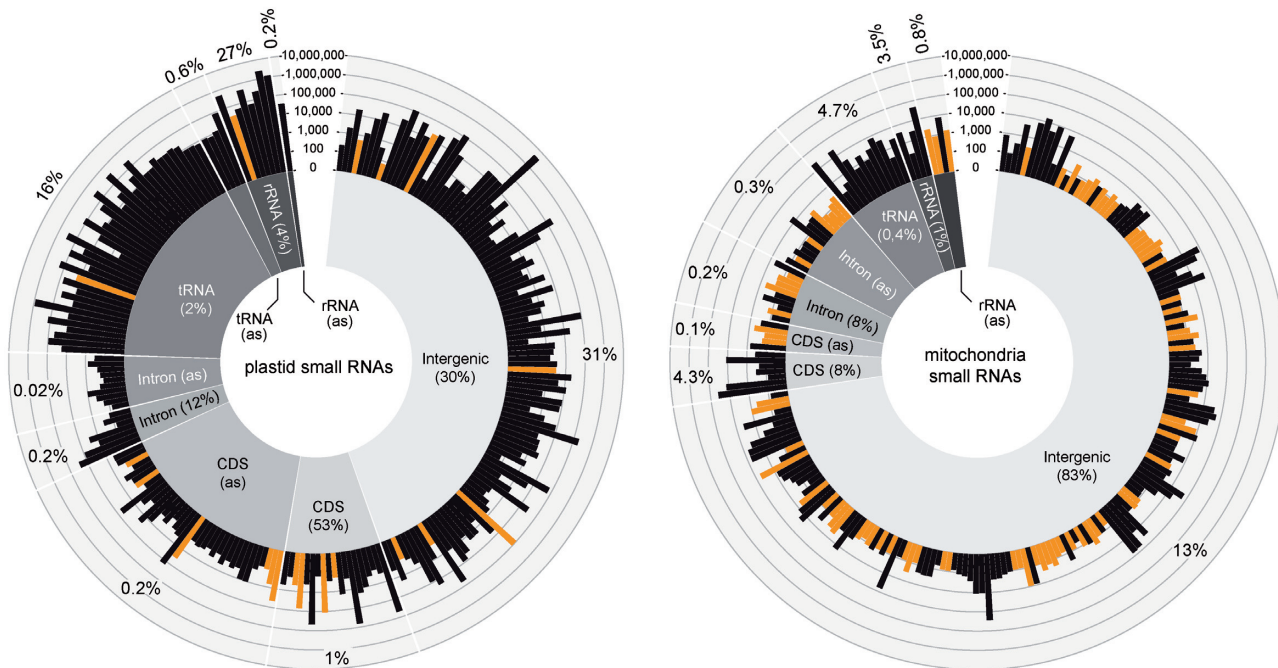 0.6%
27%
0.2%
10,000,000
1,000,000
100,000
10,000
1,000
100
0
16%
0.02%
0.2%
0.2%
1%
31%
rRNA (4%)
tRNA
(2%)
tRNA
(as)
rRNA
(as)
Intron (as)
Intron (12%)
CDS
(as)
CDS
(53%)
Intergenic
(30%)
plastid small RNAs
3.5%
0.8%
10,000,000
1,000,000
100,000
10,000
1,000
100
0
4.7%
0.3%
0.2%
0.1%
4.3%
13%
tRNA
(0,4%)
rRNA (1%)
rRNA
(as)
Intron (as)
Intron (8%)
CDS (as)
CDS (8%)
Intergenic
(83%)
mitochondria
small RNAs